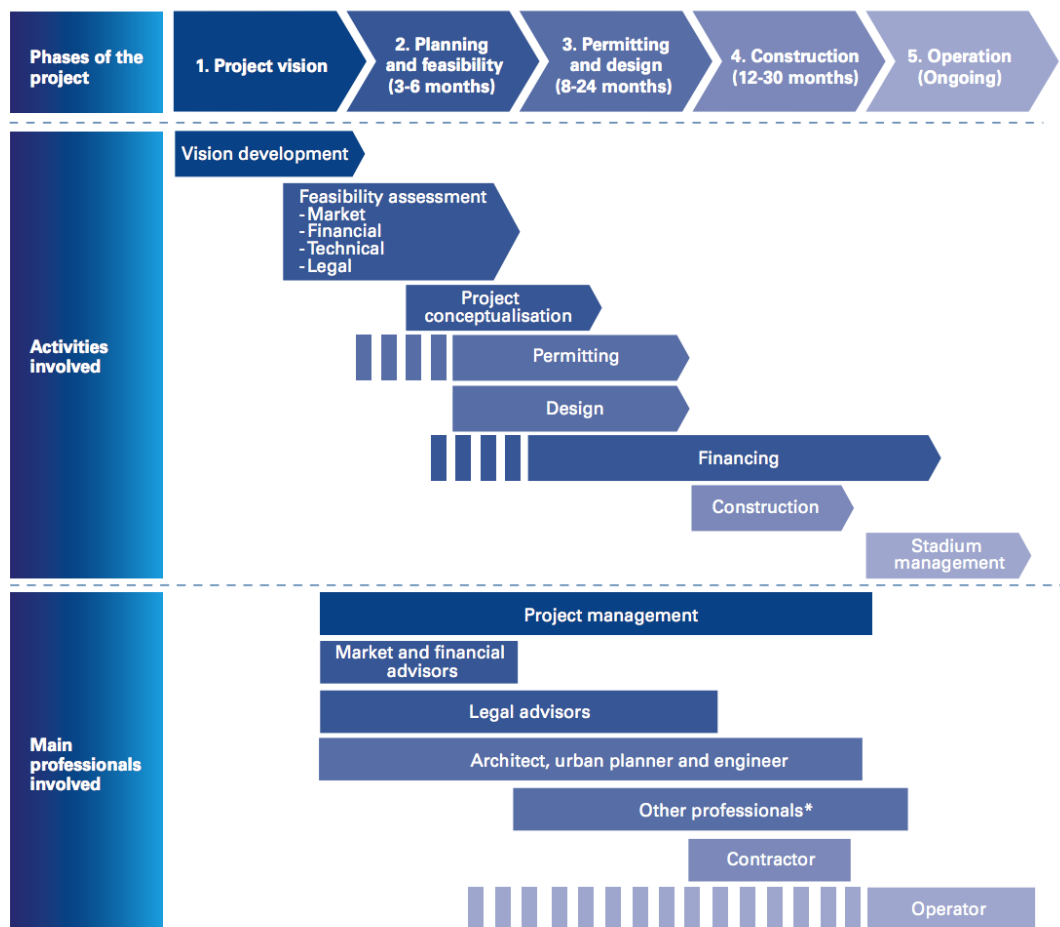 Phases of the
project
1. Project vision
2. Planning
and feasibility
(3-6 months)
3. Permitting
and design
(8-24 months)
4. Construction
(12-30 months)
5. Operation
(Ongoing)
Activities
involved
Vision development
Feasibility assessment
- Market
- Financial
- Technical
- Legal
Project
conceptualisation
Permitting
Design
Financing
Construction
Stadium
management
Main
professionals
involved
Project management
Market and financial
advisors
Legal advisors
Architect, urban planner and engineer
Other professionals*
Contractor
Operator